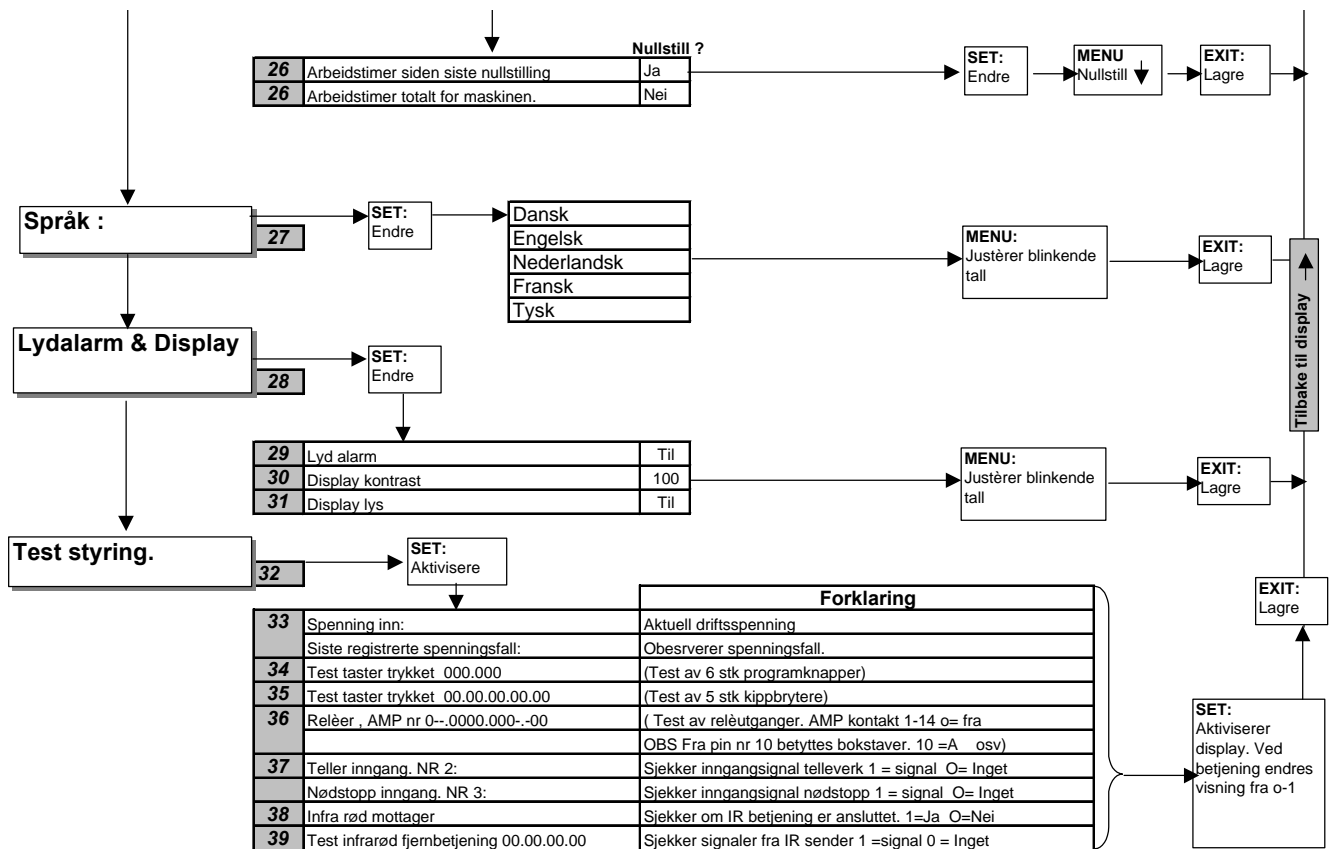 Nullstill ?
26 Arbeidstimer siden siste nullstilling Ja
26 Arbeidstimer totalt for maskinen. Nei
SET:
Endre
MENU
Nullstill
EXIT:
Lagre
Språk :
27
SET:
Endre
Dansk
Engelsk
Nederlandsk
Fransk
Tysk
MENU:
Justèrer blinkende
tall
EXIT:
Lagre
Tilbake til display
Lydalarm & Display
28
SET:
Endre
29 Lyd alarm Til
30 Display kontrast 100
31 Display lys Til
MENU:
Justèrer blinkende
tall
EXIT:
Lagre
Test styring.
32
SET:
Aktivisere
Forklaring
33 Spenning inn: Aktuell driftsspenning
Siste registrerte spenningsfall: Obesrverer spenningsfall.
34 Test taster trykket 000.000 (Test av 6 stk programknapper)
35 Test taster trykket 00.00.00.00.00 (Test av 5 stk kippbrytere)
36 Relèer , AMP nr 0--.0000.000-.-00 ( Test av relèutganger. AMP kontakt 1-14 o= fra
OBS Fra pin nr 10 betyttes bokstaver. 10 =A osv)
37 Teller inngang. NR 2: Sjekker inngangsignal telleverk 1 = signal O= Inget
Nødstopp inngang. NR 3: Sjekker inngangsignal nødstopp 1 = signal O= Inget
38 Infra rød mottager Sjekker om IR betjening er ansluttet. 1=Ja O=Nei
39 Test infrarød fjernbetjening 00.00.00.00 Sjekker signaler fra IR sender 1 =signal 0 = Inget
EXIT:
Lagre
SET:
Aktiviserer
display. Ved
betjening endres
visning fra o-1